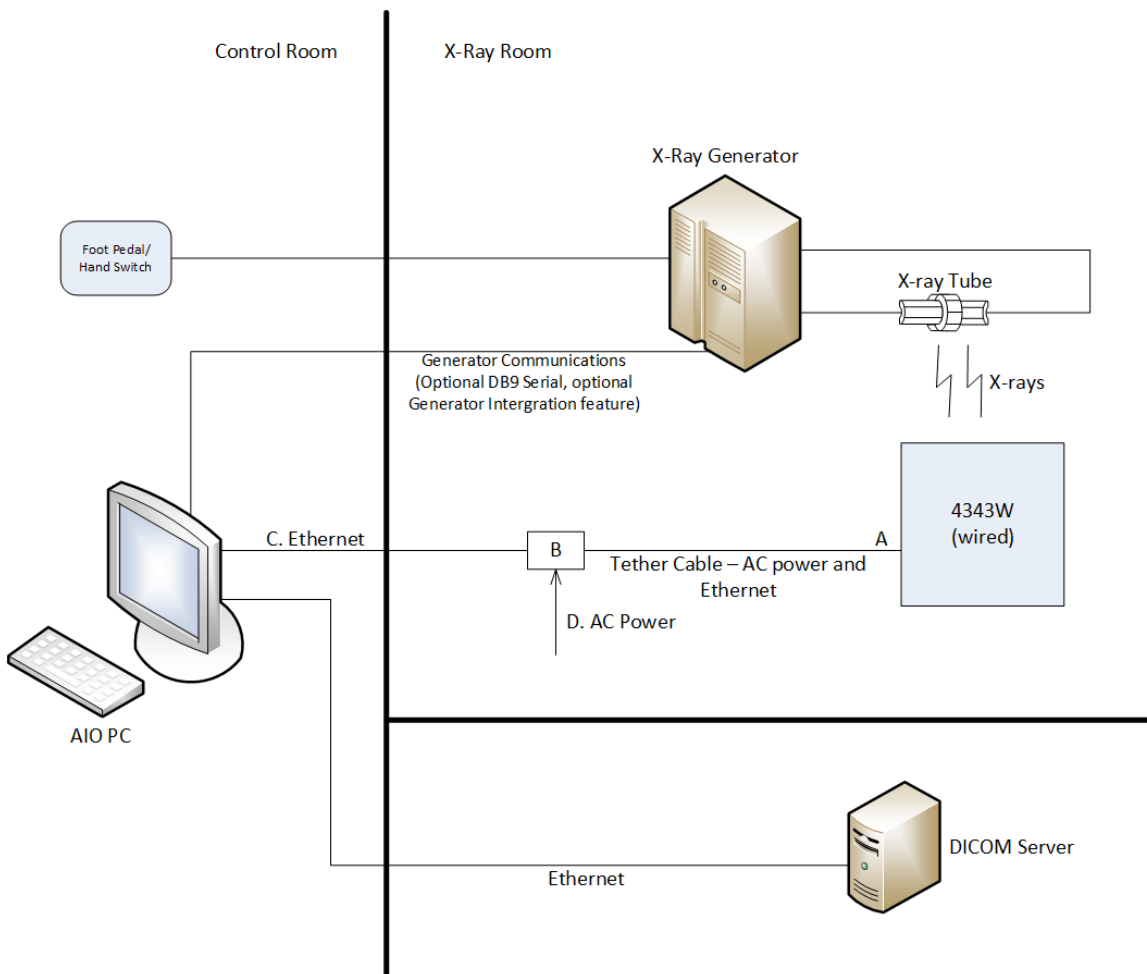 Control Room
X-Ray Room
X-Ray Generator
Foot Pedal/
Hand Switch
X-ray Tube
Generator Communications
(Optional DB9 Serial, optional
Generator Intergration feature)
X-rays
4343W
(wired)
C. Ethernet
B
A
Tether Cable – AC power and
Ethernet
D. AC Power
AIO PC
DICOM Server
Ethernet